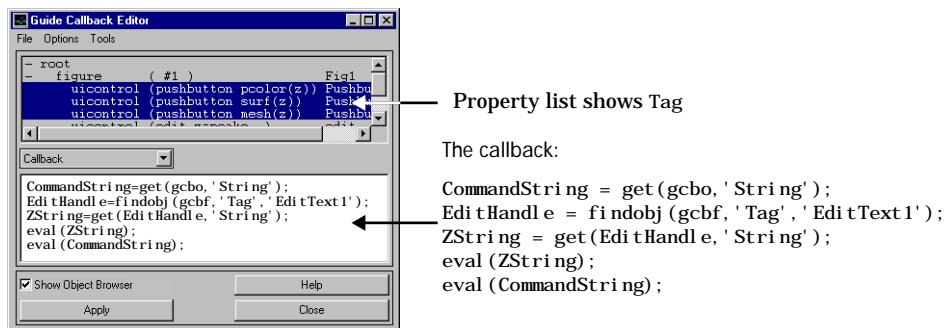 Guide Callback Editor
File Options Tools
− root
− figure ( #1 ) Fig1
uicontrol (pushbutton pcolor(z)) Pushbu
uicontrol (pushbutton surf(z)) Pushbu
uicontrol (pushbutton mesh(z)) Pushbu
Property list shows Tag
Callback
The callback:
CommandString=get(gcbo,'String');
EditHandle=findobj(gcbf,'Tag','EditText1');
ZString=get(EditHandle,'String');
eval(ZString);
eval(CommandString);
CommandString = get(gcbo,'String');
EditHandle = findobj(gcbf,'Tag','EditText1');
ZString = get(EditHandle,'String');
eval(ZString);
eval(CommandString);
Show Object Browser
Help
Apply
Close